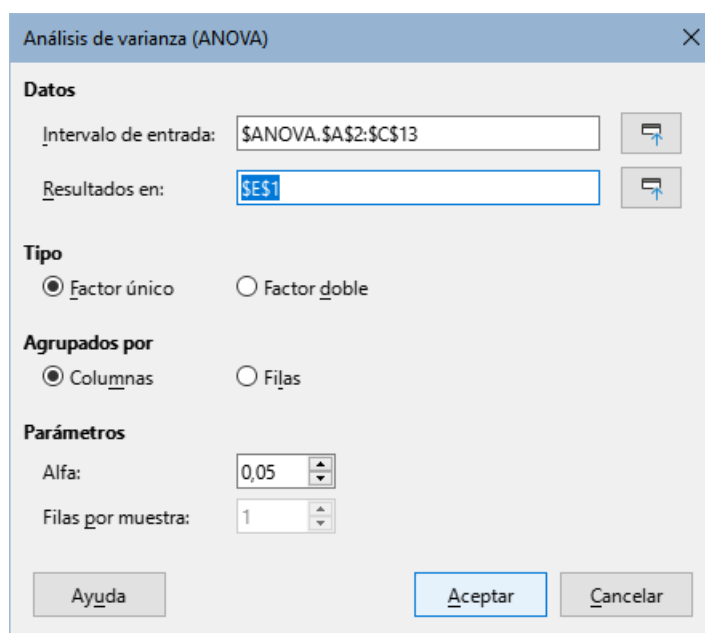 Análisis de varianza (ANOVA)
Datos
Intervalo de entrada: $ANOVA.$A$2:$C$13
Resultados en: $E$1
Tipo
Factor único Factor doble
Agrupados por
Columnas Filas
Parámetros
Alfa: 0,05
Filas por muestra: 1
Ayuda Aceptar Cancelar